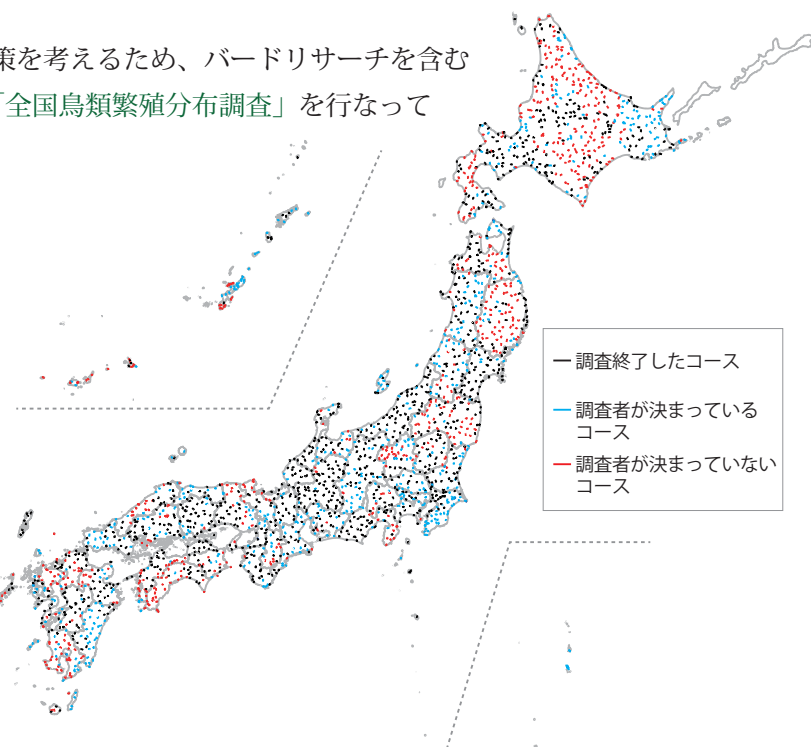 策を考えるため、バードリサーチを含む
「全国鳥類繁殖分布調査」を行なって
調査終了したコース
調査者が決まっている
コース
調査者が決まっていない
コース